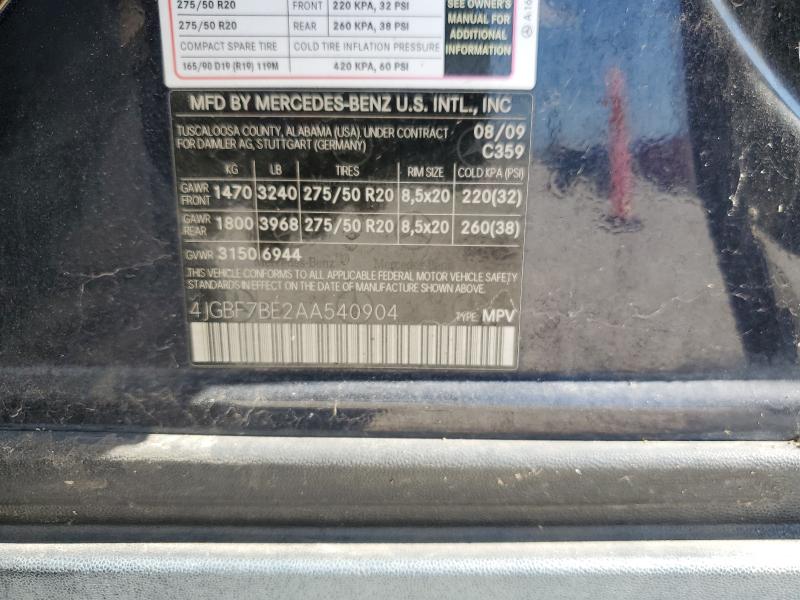 275/50 R20 FRONT 220 KPA, 32 PSI
275/50 R20 REAR 260 KPA, 38 PSI
COMPACT SPARE TIRE COLD TIRE INFLATION PRESSURE
165/90 D19 (R19) 119M 420 KPA, 60 PSI
SEE OWNER'S
MANUAL FOR
ADDITIONAL
INFORMATION
MFD BY MERCEDES-BENZ U.S. INTL., INC
TUSCALOOSA COUNTY, ALABAMA (USA), UNDER CONTRACT 08/09
FOR DAIMLER AG, STUTTGART (GERMANY) C359
KG LB TIRES RIM SIZE COLD KPA (PSI)
GAWR FRONT 1470 3240 275/50 R20 8,5x20 220(32)
GAWR REAR 1800 3968 275/50 R20 8,5x20 260(38)
GVWR 3150 6944
THIS VEHICLE CONFORMS TO ALL APPLICABLE FEDERAL MOTOR VEHICLE SAFETY
STANDARDS IN EFFECT ON THE DATE OF MANUFACTURE SHOWN ABOVE.
4JGBF7BE2AA540904 TYPE: MPV